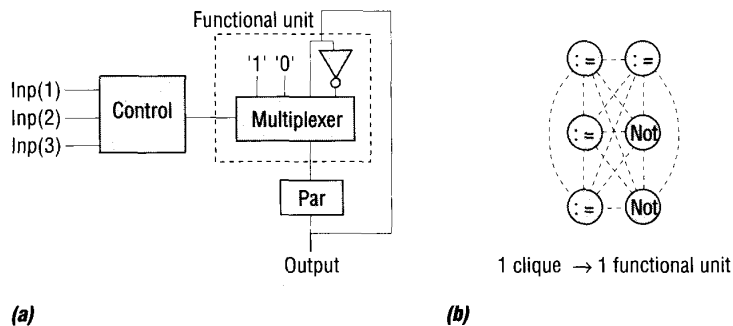 Functional unit
'1' '0'
Inp(1)
Inp(2)
Inp(3)
Control
Multiplexer
Par
Output
(a)
:= :=
:= Not
:= Not
1 clique → 1 functional unit
(b)